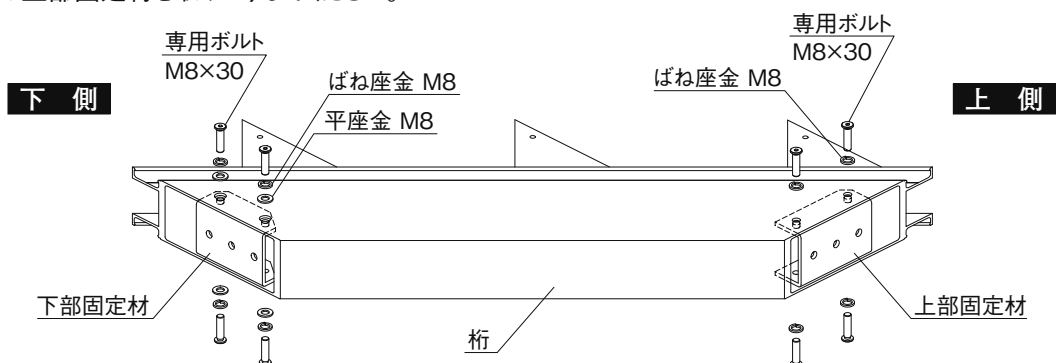 専用ボルト
M8×30
専用ボルト
M8×30
下 側
ばね座金 M8
平座金 M8
ばね座金 M8
上 側
下部固定材
桁
上部固定材